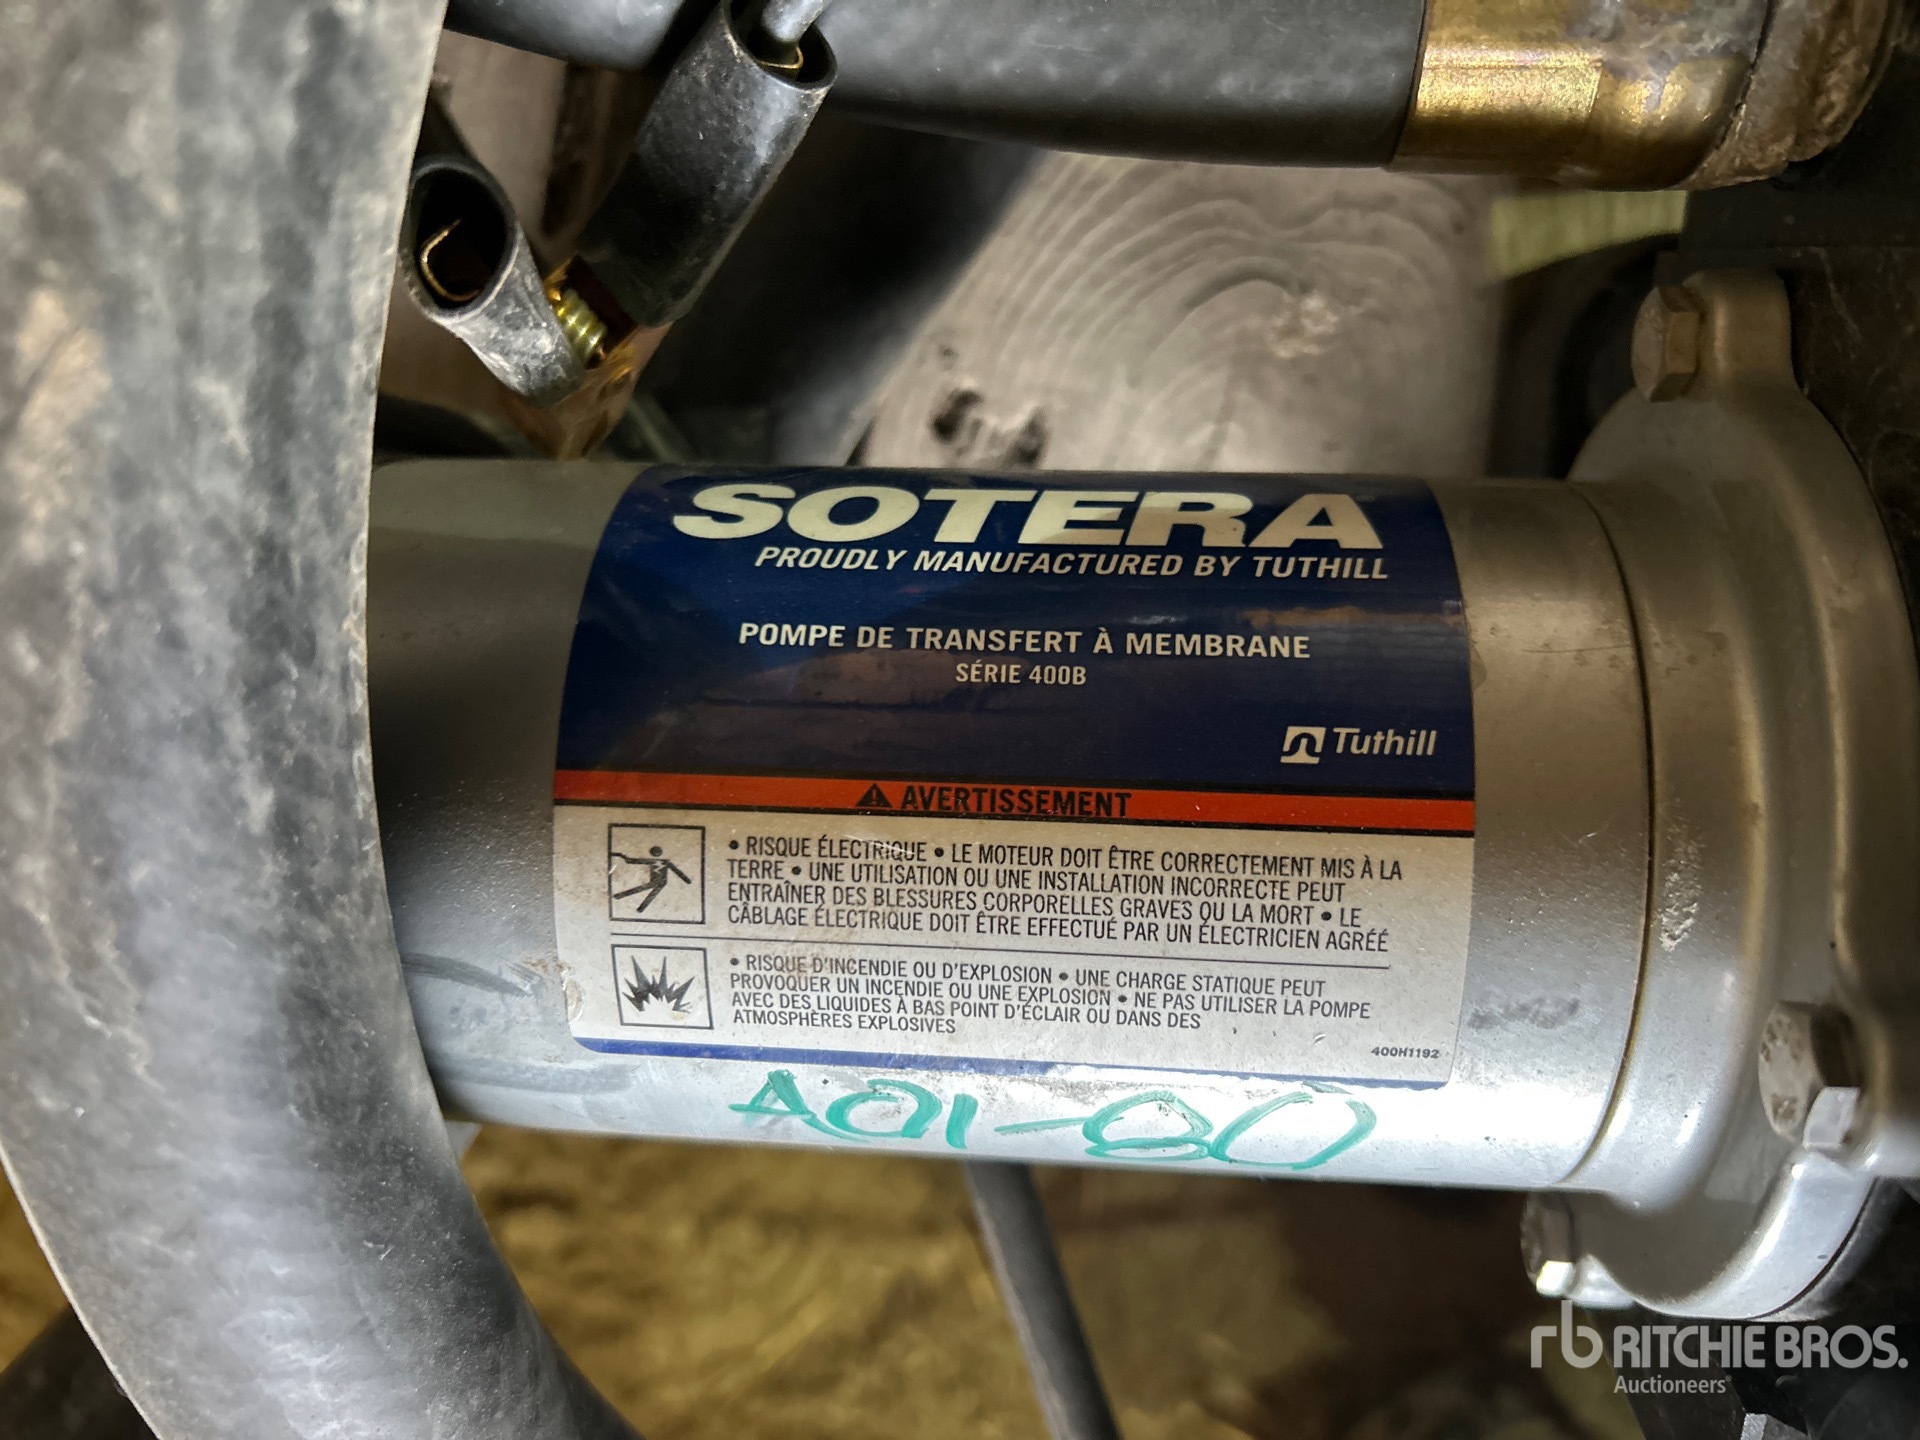 SOTERA
PROUDLY MANUFACTURED BY TUTHILL
POMPE DE TRANSFERT À MEMBRANE
SÉRIE 400B
Tuthill
AVERTISSEMENT
• RISQUE ÉLECTRIQUE • LE MOTEUR DOIT ÊTRE CORRECTEMENT MIS À LA
TERRE • UNE UTILISATION OU UNE INSTALLATION INCORRECTE PEUT
ENTRAÎNER DES BLESSURES CORPORELLES GRAVES OU LA MORT • LE
CÂBLAGE ÉLECTRIQUE DOIT ÊTRE EFFECTUÉ PAR UN ÉLECTRICIEN AGRÉÉ
• RISQUE D'INCENDIE OU D'EXPLOSION • UNE CHARGE STATIQUE PEUT
PROVOQUER UN INCENDIE OU UNE EXPLOSION • NE PAS UTILISER LA POMPE
AVEC DES LIQUIDES À BAS POINT D'ÉCLAIR OU DANS DES
ATMOSPHÈRES EXPLOSIVES
400H1192
rb RITCHIE BROS.
Auctioneers